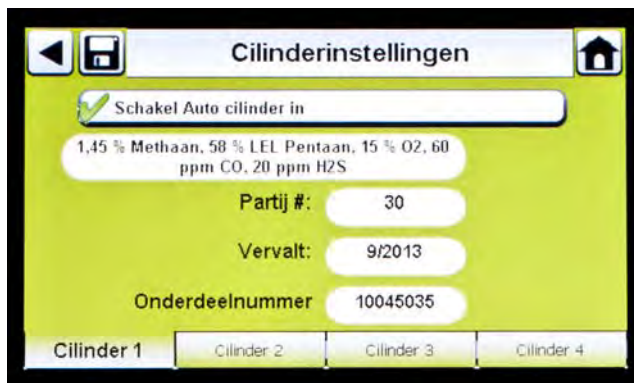 Cilinderinstellingen
Schakel Auto cilinder in
1,45 % Methaan, 58 % LEL Pentaan, 15 % O2, 60
ppm CO, 20 ppm H2S
Partij #: 30
Vervalt: 9/2013
Onderdeelnummer 10045035
Cilinder 1 Cilinder 2 Cilinder 3 Cilinder 4